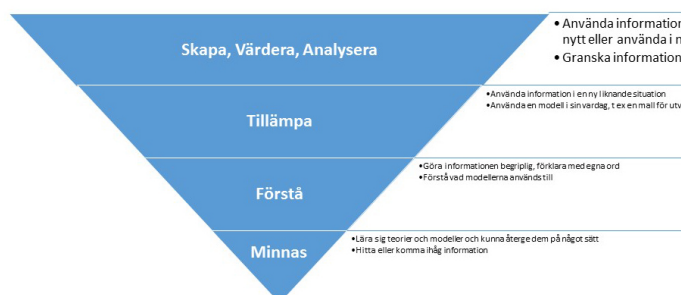 Skapa, Värdera, Analysera
• Använda information
nytt eller använda i n
• Granska information
Tillämpa
•Använda information i en ny liknande situation
•Använda en modell i sin vardag, t ex en mall för utv
Förstå
•Göra informationen begriplig, förklara med egna ord
•Förstå vad modellerna används till
Minnas
•Lära sig teorier och modeller och kunna återge dem på något sätt
•Hitta eller komma ihåg information